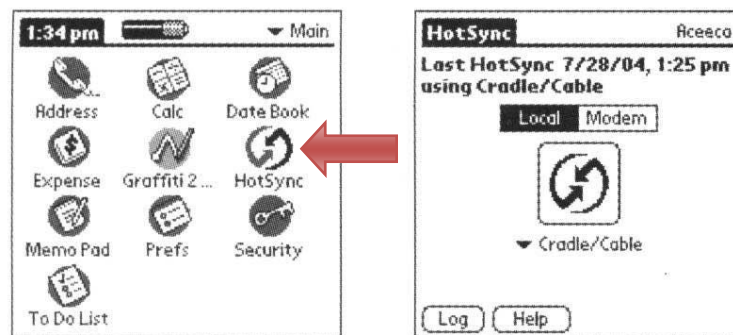 1:34 pm
Main
Address
Calc
Date Book
Expense
Graffiti 2 ...
HotSync
Memo Pad
Prefs
Security
To Do List
HotSync
Aceeca
Last HotSync 7/28/04, 1:25 pm
using Cradle/Cable
Local Modem
Cradle/Cable
Log Help